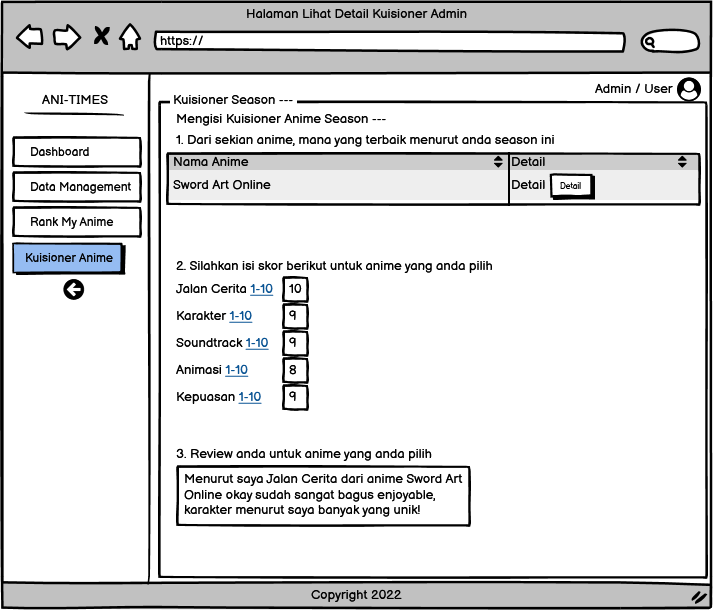 Halaman Lihat Detail Kuisioner Admin
https://
ANI-TIMES
Dashboard
Data Management
Rank My Anime
Kuisioner Anime
Admin / User
Kuisioner Season ---
Mengisi Kuisioner Anime Season ---
1. Dari sekian anime, mana yang terbaik menurut anda season ini
Nama Anime Detail
Sword Art Online Detail Detail
2. Silahkan isi skor berikut untuk anime yang anda pilih
Jalan Cerita 1-10 10
Karakter 1-10 9
Soundtrack 1-10 9
Animasi 1-10 8
Kepuasan 1-10 9
3. Review anda untuk anime yang anda pilih
Menurut saya Jalan Cerita dari anime Sword Art
Online okay sudah sangat bagus enjoyable,
karakter menurut saya banyak yang unik!
Copyright 2022